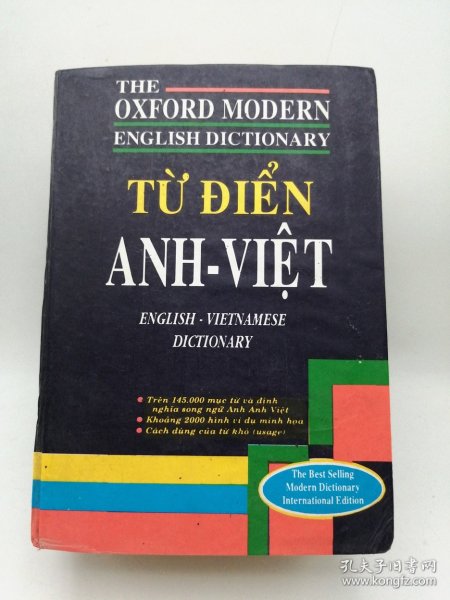 THE
OXFORD MODERN
ENGLISH DICTIONARY
TỪ ĐIỂN
ANH-VIỆT
ENGLISH - VIETNAMESE
DICTIONARY
Trên 145.000 mục từ và định
nghĩa song ngữ Anh Anh Việt
Khoảng 2000 hình ví dụ minh họa
Cách dùng của từ khó (usage)
The Best Selling
Modern Dictionary
International Edition
孔夫子旧书网
www.kongfz.com